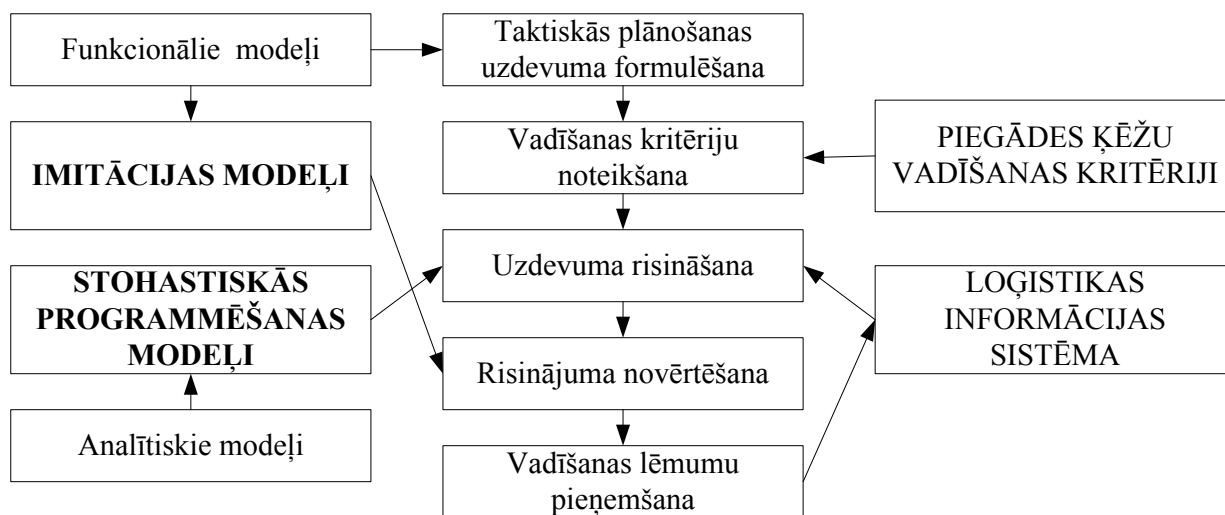 Funkcionālie modeļi
Taktiskās plānošanas
uzdevuma formulēšana
IMITĀCIJAS MODEĻI
Vadīšanas kritēriju
noteikšana
PIEGĀDES ĶĒŽU
VADĪŠANAS KRITĒRIJI
STOHASTISKĀS
PROGRAMMĒŠANAS
MODEĻI
Uzdevuma risināšana
LOĢISTIKAS
INFORMĀCIJAS
SISTĒMA
Risinājuma novērtēšana
Analītiskie modeļi
Vadīšanas lēmumu
pieņemšana